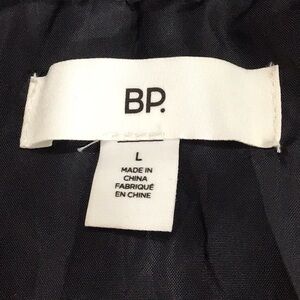 BP.
L
MADE IN
CHINA
FABRIQUÉ
EN CHINE